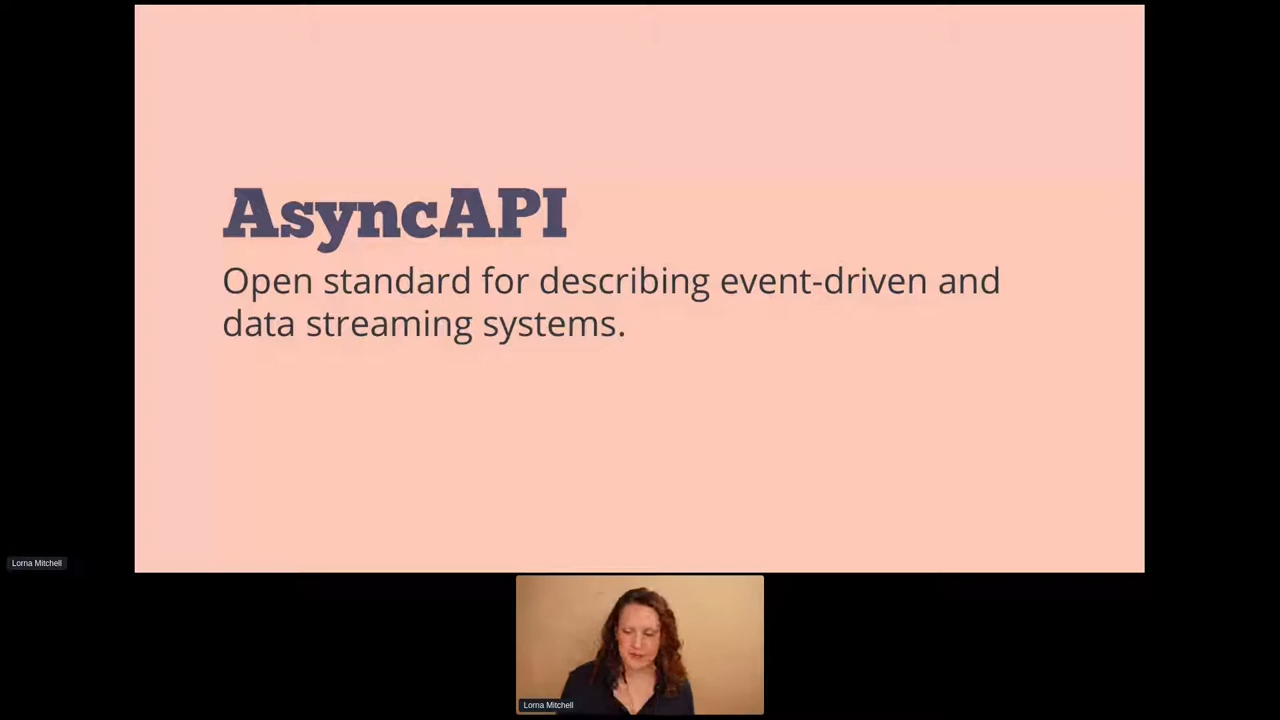 AsyncAPI
Open standard for describing event-driven and
data streaming systems.
Lorna Mitchell
Lorna Mitchell